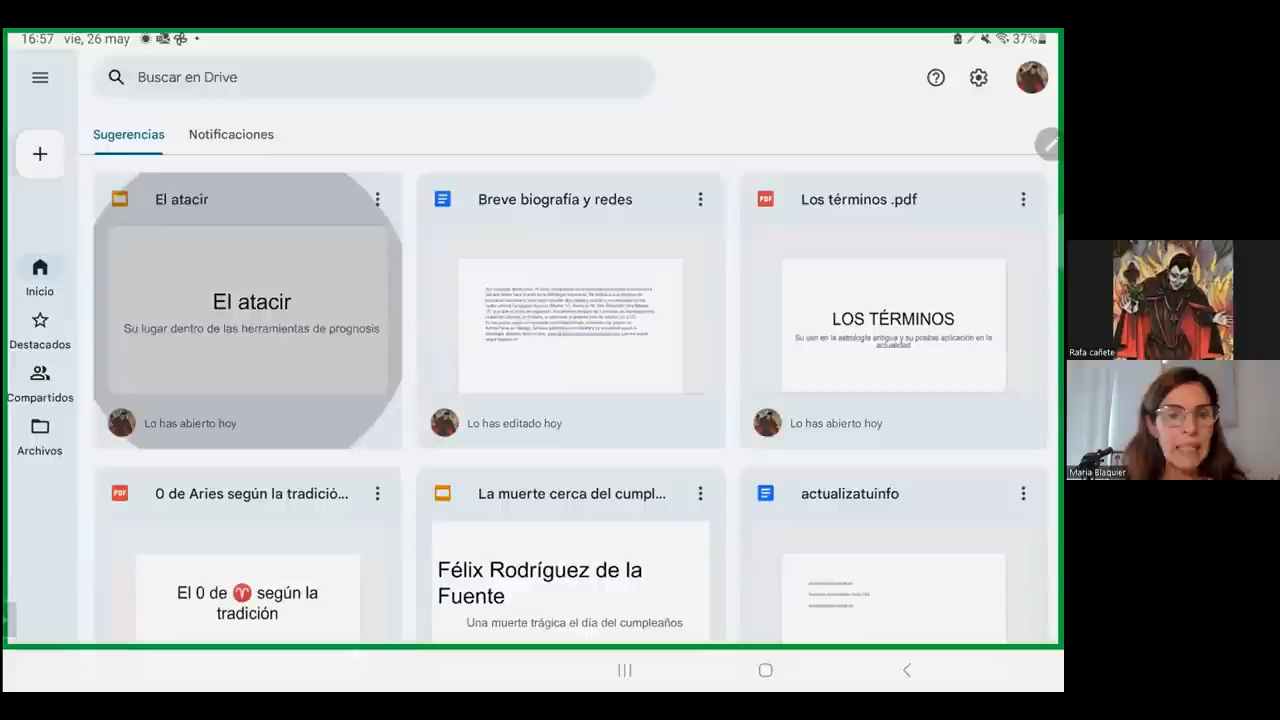 16:57 vie, 26 may
37%
Buscar en Drive
Sugerencias
Notificaciones
El atacir
Breve biografía y redes
Los términos .pdf
El atacir
Su lugar dentro de las herramientas de prognosis
LOS TÉRMINOS
Su uso en la astrología antigua y su posible aplicación en la
actualidad
Inicio
Destacados
Compartidos
Archivos
Lo has abierto hoy
Lo has editado hoy
Lo has abierto hoy
PDF
PDF
0 de Aries según la tradició...
La muerte cerca del cumpl...
actualizatuinfo
El 0 de ♈ según la
tradición
Félix Rodríguez de la
Fuente
Una muerte trágica el día del cumpleaños
Rafa cañete
Maria Blaquier